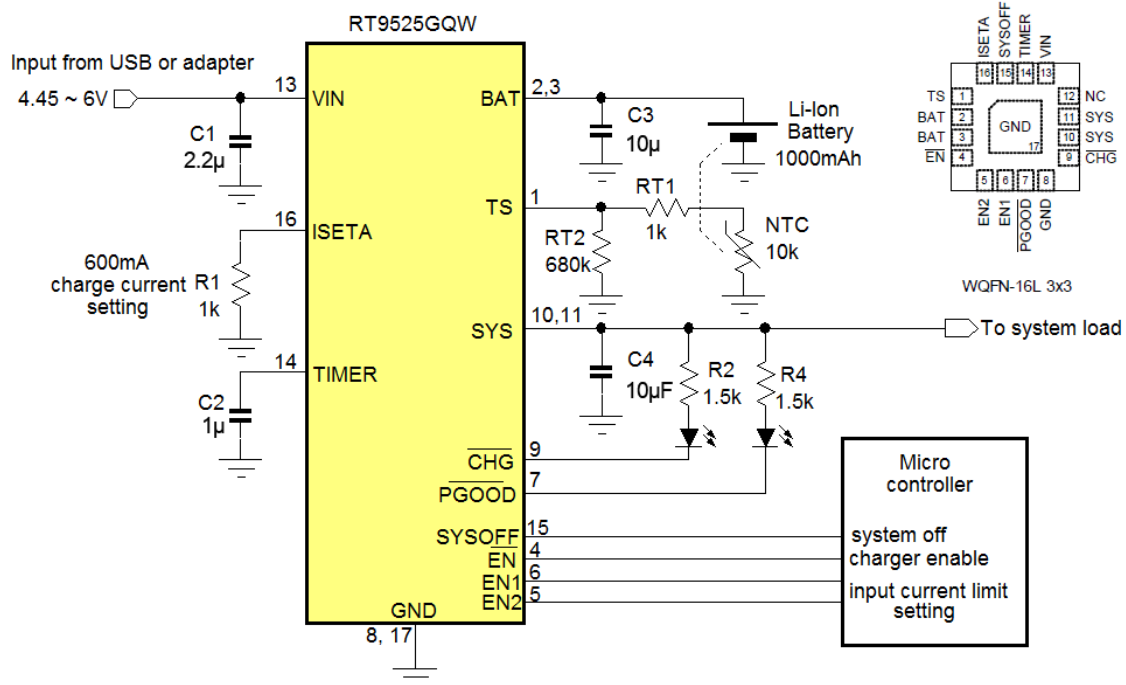 RT9525GQW
Input from USB or adapter
4.45 ~ 6V
13
VIN
C1
2.2µ
16
ISETA
600mA
charge current
setting
R1
1k
14
TIMER
C2
1µ
GND
8, 17
BAT
2,3
C3
10µ
Li-Ion
Battery
1000mAh
TS
1
RT1
1k
RT2
680k
NTC
10k
SYS
10,11
To system load
C4
10µF
R2
1.5k
R4
1.5k
CHG
9
PGOOD
7
SYSOFF
15
EN
4
EN1
6
EN2
5
Micro
controller
system off
charger enable
input current limit
setting
ISETA
SYSOFF
TIMER
VIN
16 15 14 13
TS 1
BAT 2
BAT 3
EN 4
GND
17
12 NC
11 SYS
10 SYS
9 CHG
5 6 7 8
EN2
EN1
PGOOD
GND
WQFN-16L 3x3